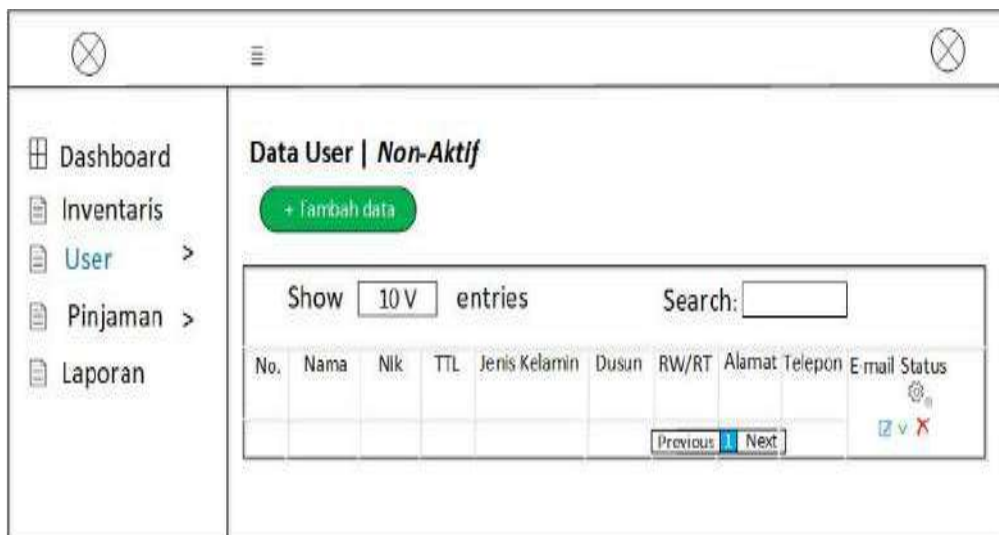 Dashboard
Inventaris
User >
Pinjaman >
Laporan
Data User | Non-Aktif
+ Tambah data
Show 10 V entries Search:
No. Nama NIk TTL Jenis Kelamin Dusun RW/RT Alamat Telepon E-mail Status
Previous 1 Next